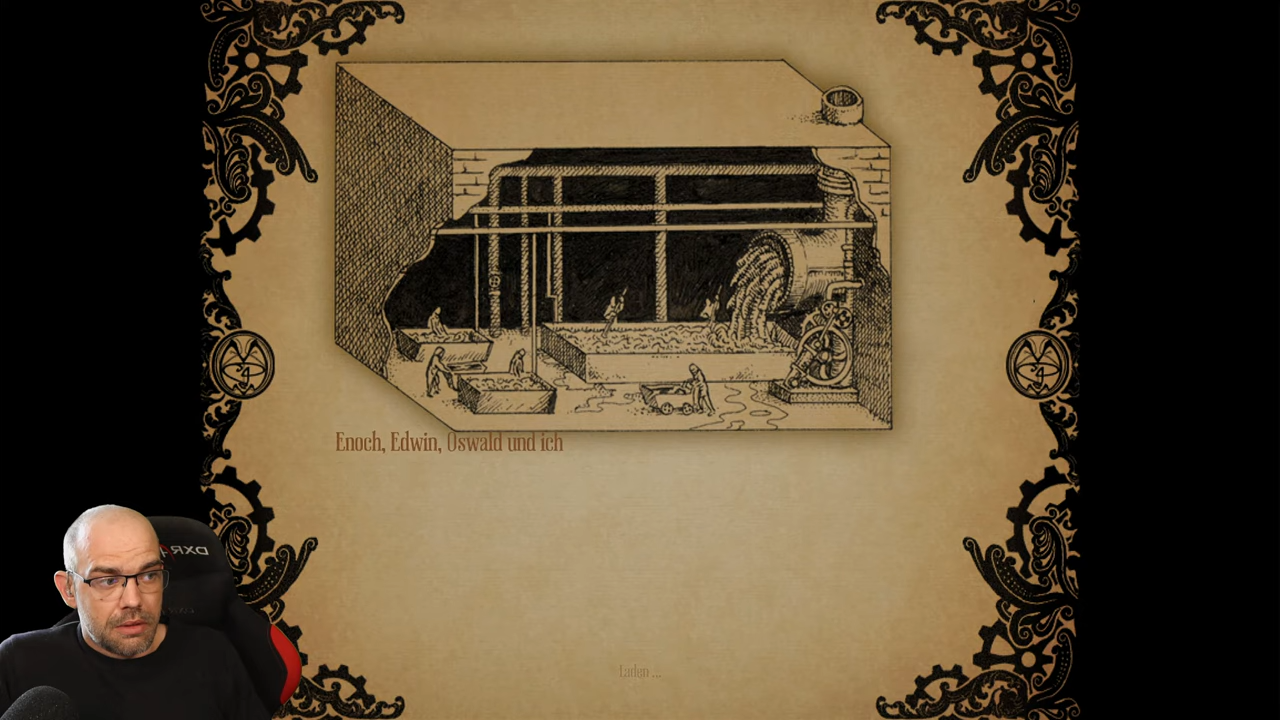 Enoch, Edwin, Oswald und ich
Laden ...